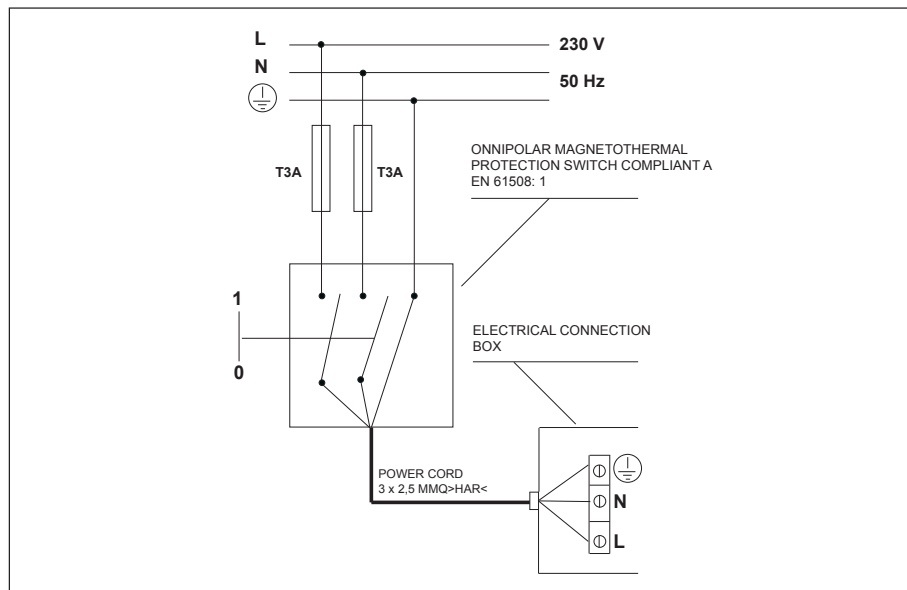 L
230 V
N
50 Hz
T3A
T3A
ONNIPOLAR MAGNETOTHERMAL
PROTECTION SWITCH COMPLIANT A
EN 61508: 1
1
0
ELECTRICAL CONNECTION
BOX
POWER CORD
3 x 2,5 MMQ>HAR<
N
L